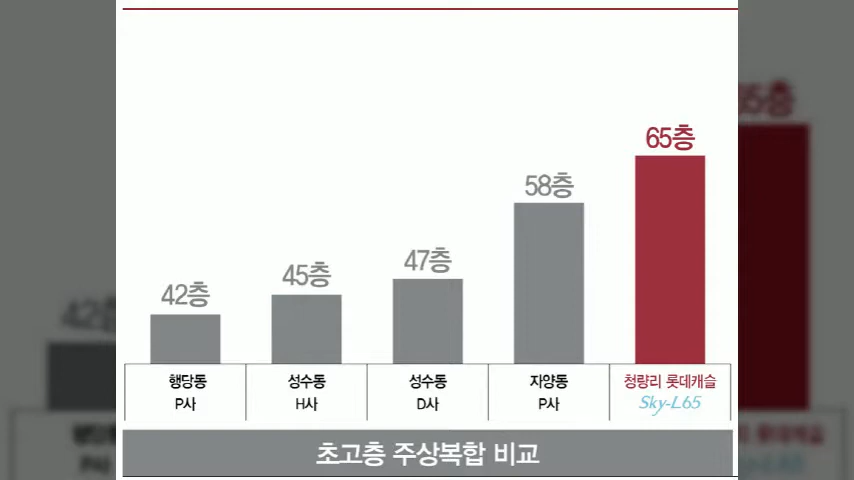 65층
58층
47층
45층
42층
행당동
P사
성수동
H사
성수동
D사
자양동
P사
청량리 롯데캐슬
Sky-L65
초고층 주상복합 비교